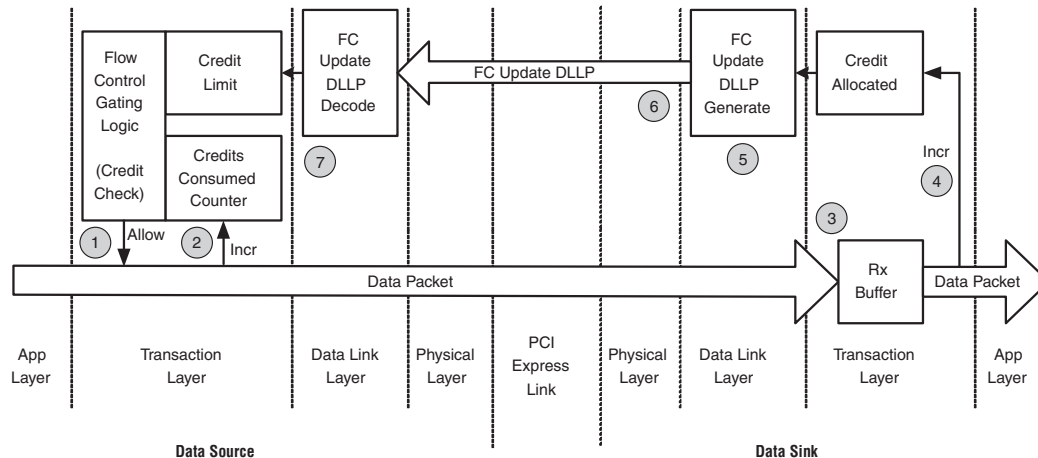 Flow
Control
Gating
Logic
(Credit
Check)
Credit
Limit
Credits
Consumed
Counter
FC
Update
DLLP
Decode
FC Update DLLP
FC
Update
DLLP
Generate
Credit
Allocated
7
6
5
Incr
4
3
1
Allow
2
Incr
Data Packet
Rx
Buffer
Data Packet
App
Layer
Transaction
Layer
Data Link
Layer
Physical
Layer
PCI
Express
Link
Physical
Layer
Data Link
Layer
Transaction
Layer
App
Layer
Data Source
Data Sink